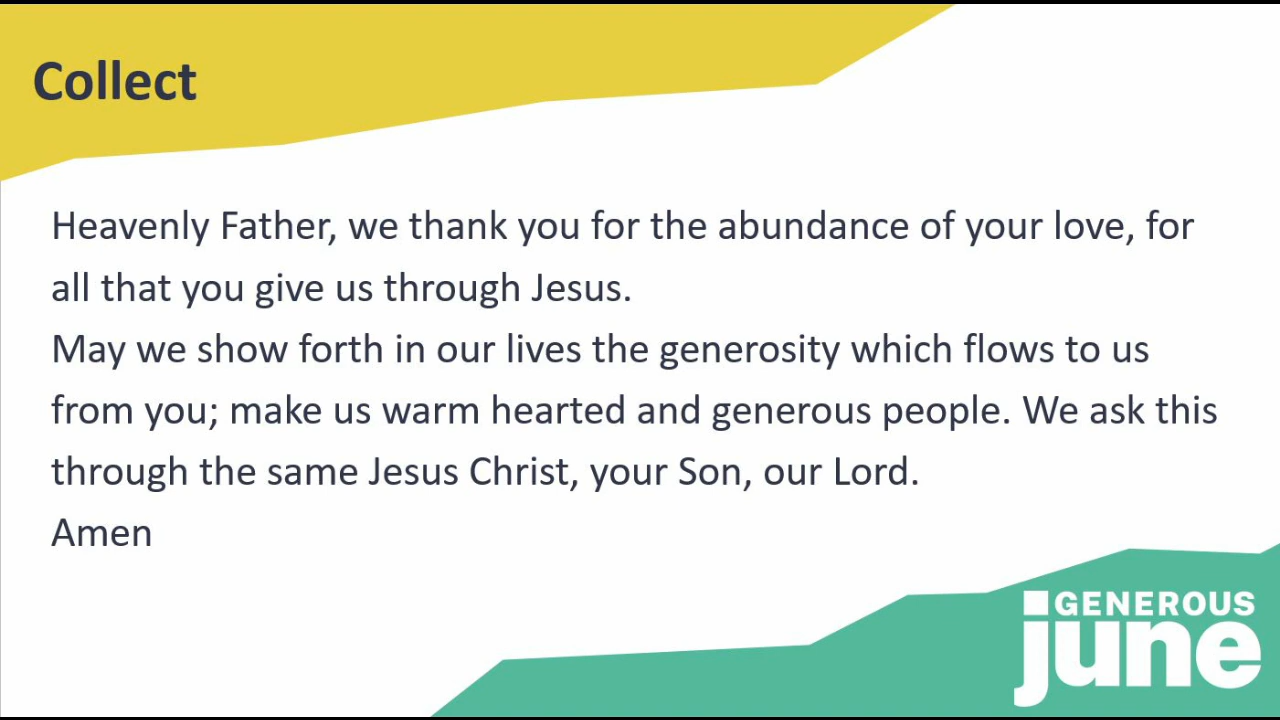 Collect
Heavenly Father, we thank you for the abundance of your love, for
all that you give us through Jesus.
May we show forth in our lives the generosity which flows to us
from you; make us warm hearted and generous people. We ask this
through the same Jesus Christ, your Son, our Lord.
Amen
GENEROUS
june